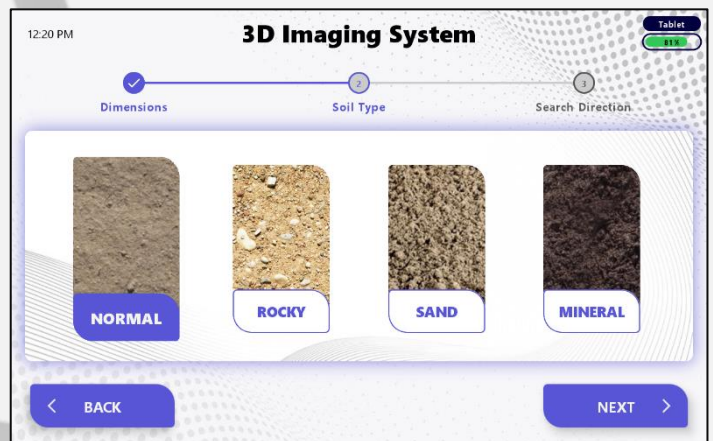 12:20 PM
3D Imaging System
Tablet
81%
2
3
Dimensions
Soil Type
Search Direction
NORMAL
ROCKY
SAND
MINERAL
BACK
NEXT